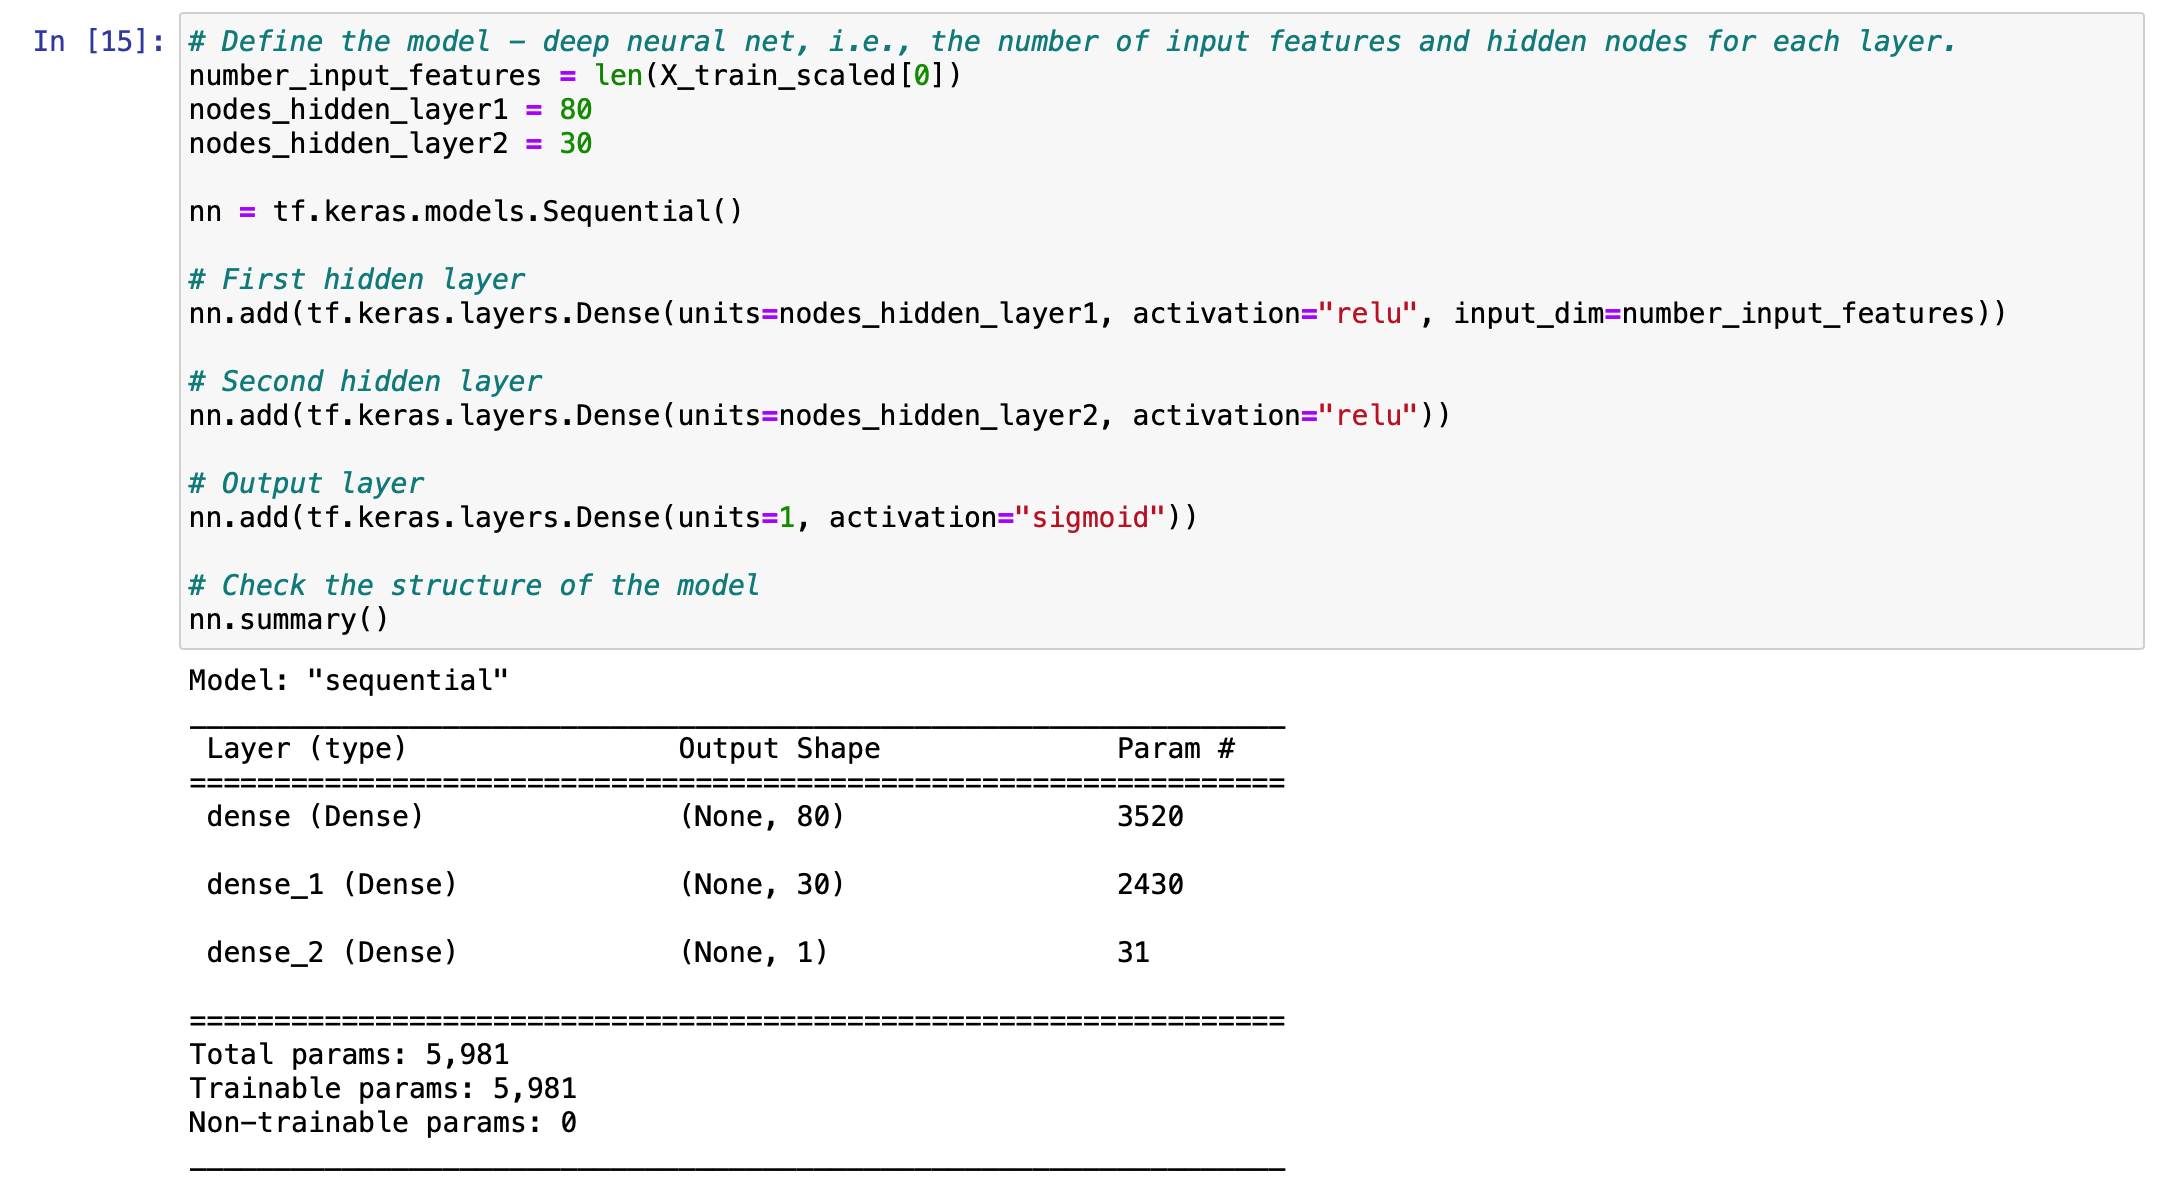 In [15]:
# Define the model – deep neural net, i.e., the number of input features and hidden nodes for each layer.
number_input_features = len(X_train_scaled[0])
nodes_hidden_layer1 = 80
nodes_hidden_layer2 = 30
nn = tf.keras.models.Sequential()
# First hidden layer
nn.add(tf.keras.layers.Dense(units=nodes_hidden_layer1, activation="relu", input_dim=number_input_features))
# Second hidden layer
nn.add(tf.keras.layers.Dense(units=nodes_hidden_layer2, activation="relu"))
# Output layer
nn.add(tf.keras.layers.Dense(units=1, activation="sigmoid"))
# Check the structure of the model
nn.summary()
Model: "sequential"
_________________________________________________________________
Layer (type) Output Shape Param #
=================================================================
dense (Dense) (None, 80) 3520
dense_1 (Dense) (None, 30) 2430
dense_2 (Dense) (None, 1) 31
=================================================================
Total params: 5,981
Trainable params: 5,981
Non-trainable params: 0
_________________________________________________________________